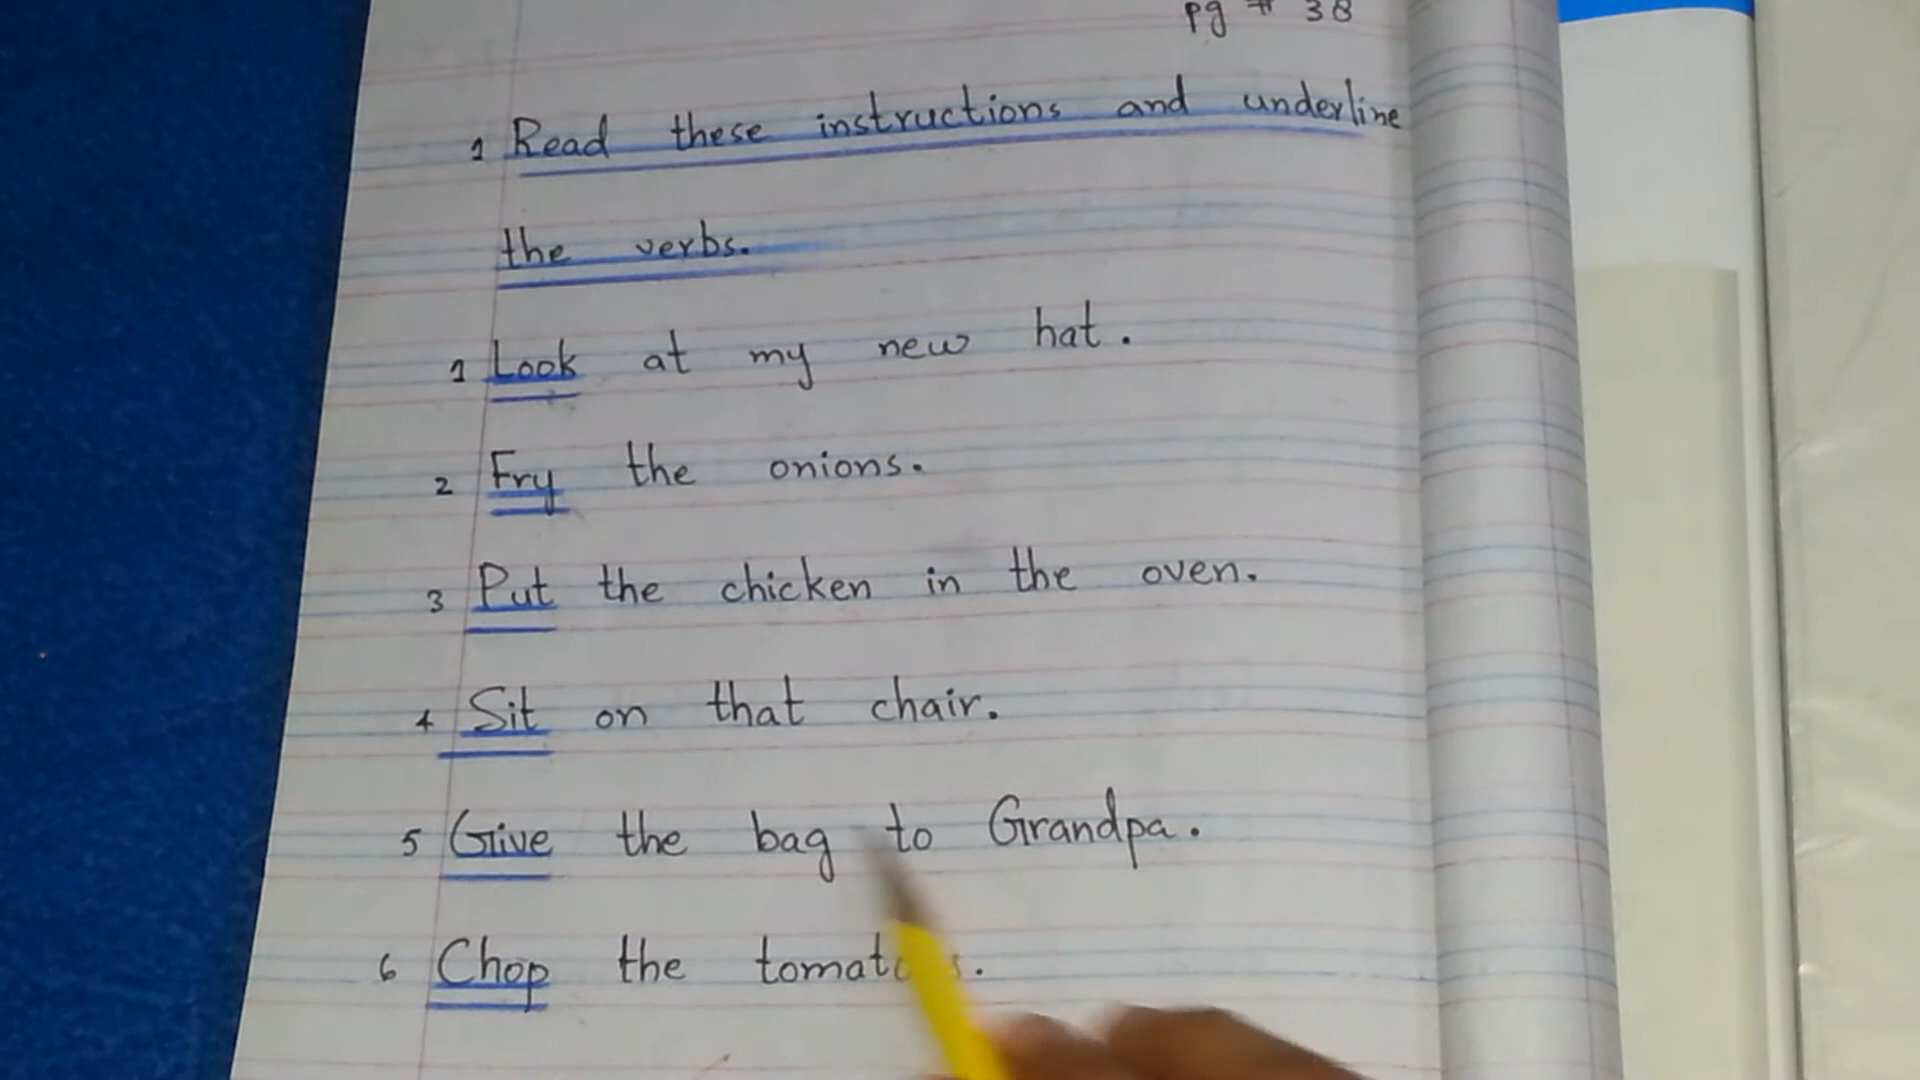 pg # 38
1 Read these instructions and underline
the verbs.
1 Look at my new hat.
2 Fry the onions.
3 Put the chicken in the oven.
4 Sit on that chair.
5 Give the bag to Grandpa.
6 Chop the